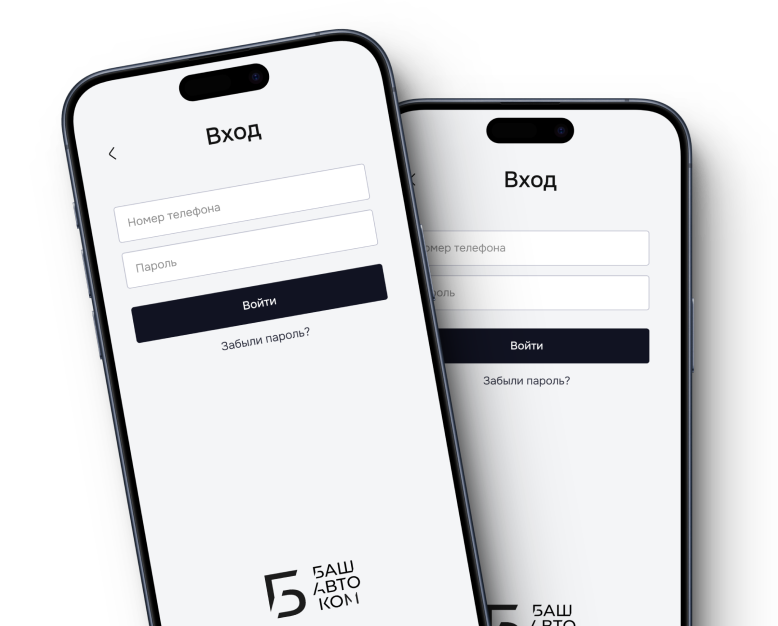 Вход
Номер телефона
Пароль
Войти
Забыли пароль?
БАШ
АВТО
КОМ
Вход
омер телефона
оль
Войти
Забыли пароль?
БАШ
АВТО